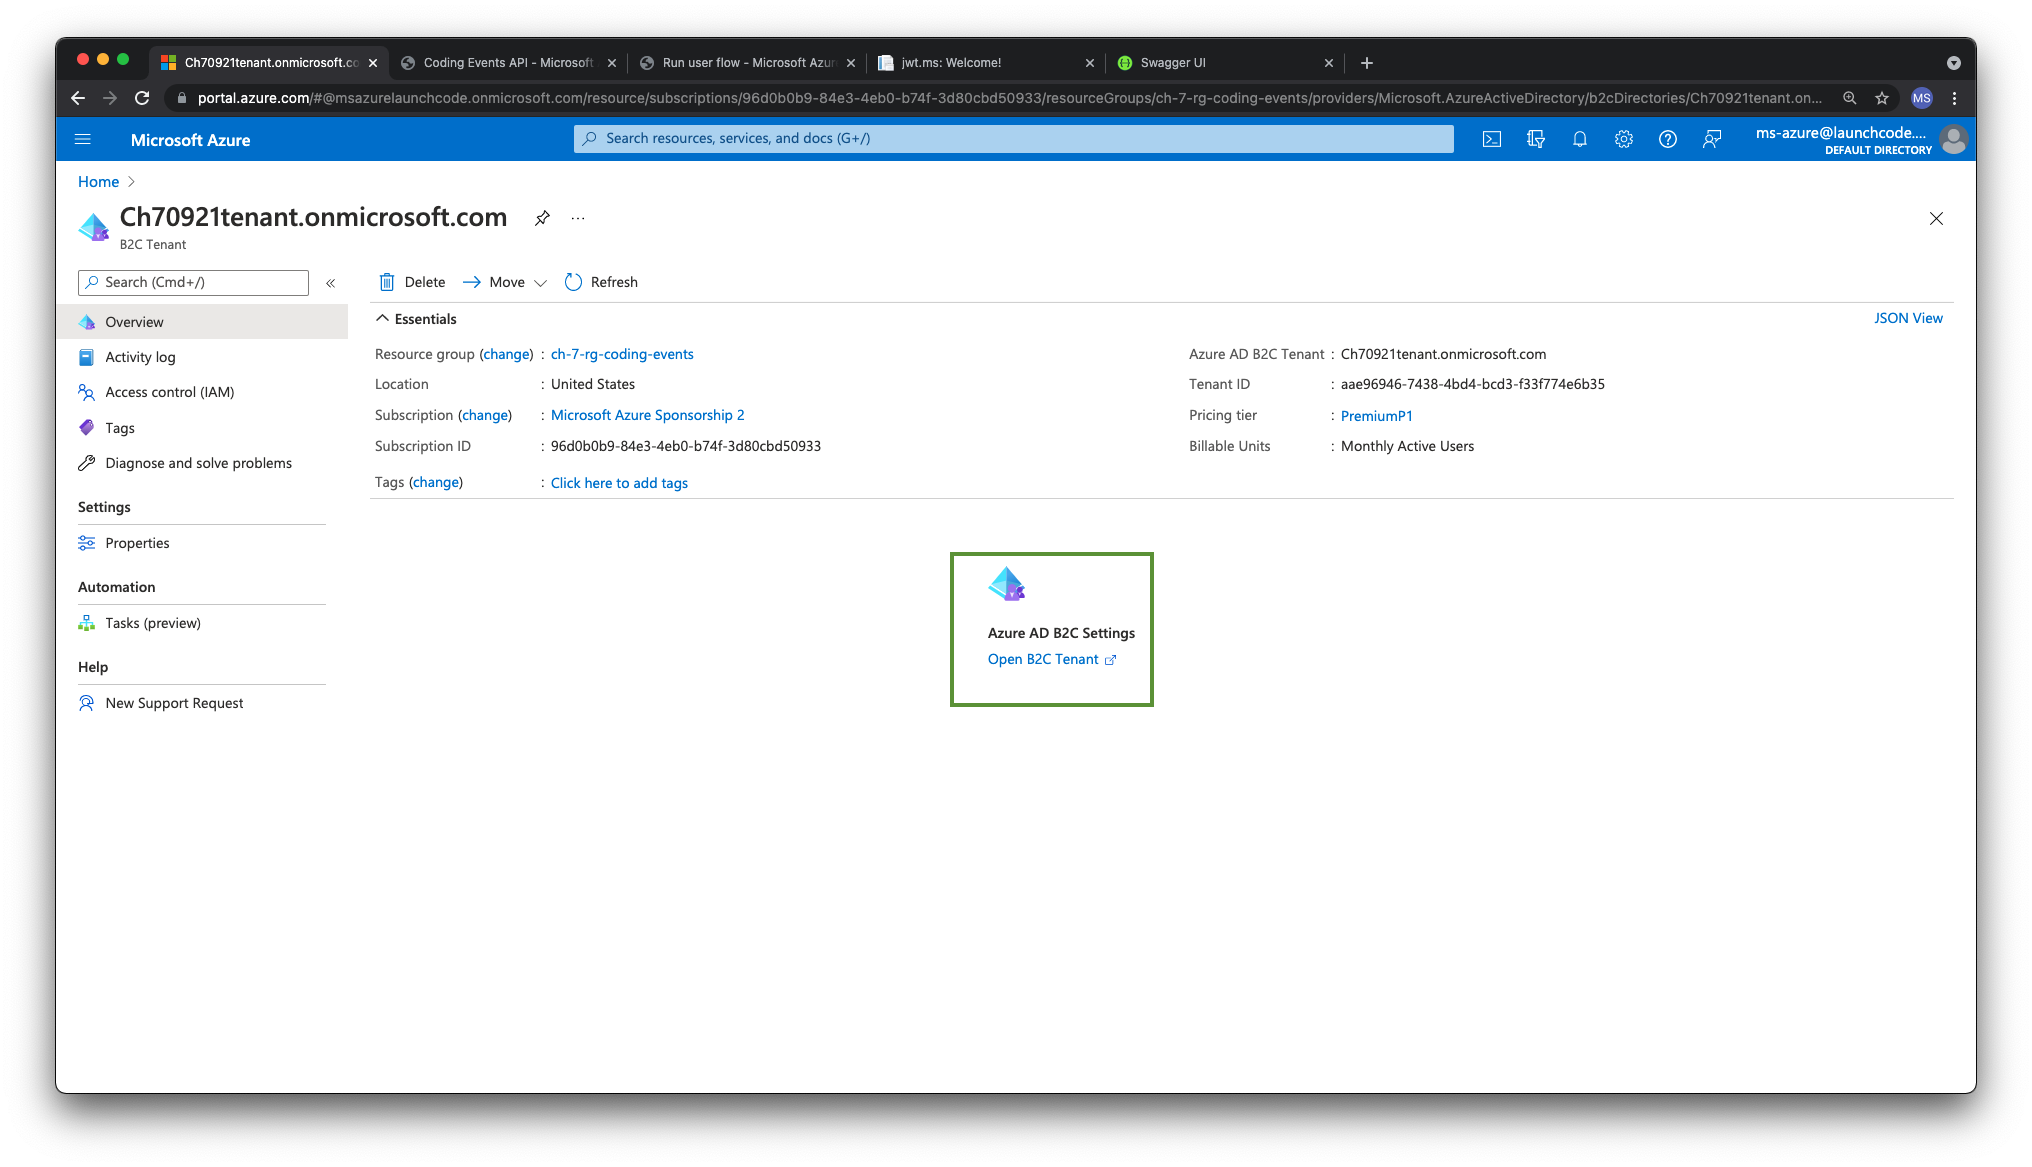 Ch70921tenant.onmicrosoft.co
Coding Events API - Microsoft
Run user flow - Microsoft Azur
jwt.ms: Welcome!
Swagger UI
portal.azure.com/#@msazurelaunchcode.onmicrosoft.com/resource/subscriptions/96d0b0b9-84e3-4eb0-b74f-3d80cbd50933/resourceGroups/ch-7-rg-coding-events/providers/Microsoft.AzureActiveDirectory/b2cDirectories/Ch70921tenant.on...
MS
Microsoft Azure
Search resources, services, and docs (G+/)
ms-azure@launchcode....
DEFAULT DIRECTORY
Home
Ch70921tenant.onmicrosoft.com
...
B2C Tenant
Search (Cmd+/)
«
Overview
Activity log
Access control (IAM)
Tags
Diagnose and solve problems
Settings
Properties
Automation
Tasks (preview)
Help
New Support Request
Delete
Move
Refresh
Essentials
JSON View
Resource group (change) : ch-7-rg-coding-events
Location : United States
Subscription (change) : Microsoft Azure Sponsorship 2
Subscription ID : 96d0b0b9-84e3-4eb0-b74f-3d80cbd50933
Tags (change) : Click here to add tags
Azure AD B2C Tenant : Ch70921tenant.onmicrosoft.com
Tenant ID : aae96946-7438-4bd4-bcd3-f33f774e6b35
Pricing tier : PremiumP1
Billable Units : Monthly Active Users
Azure AD B2C Settings
Open B2C Tenant